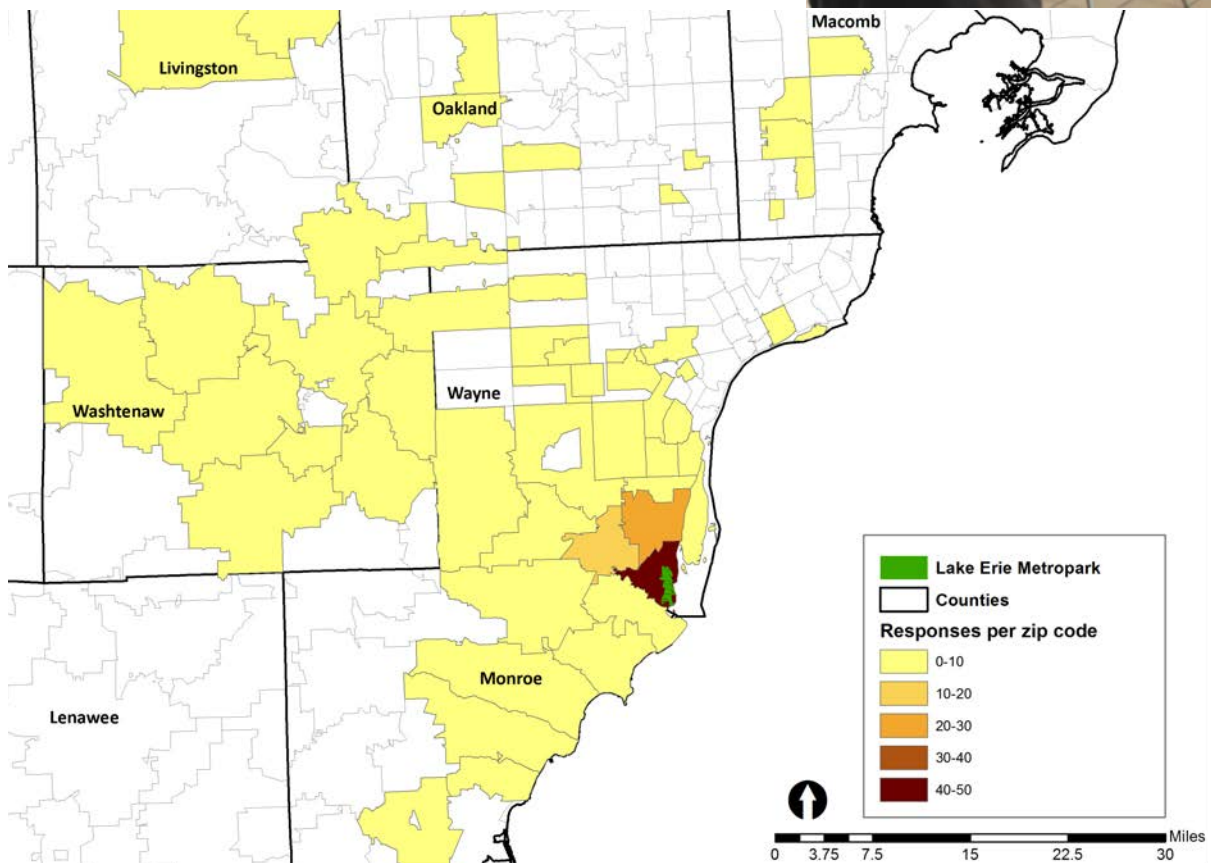 Macomb
Livingston
Oakland
Wayne
Washtenaw
Monroe
Lenawee
Lake Erie Metropark
Counties
Responses per zip code
0-10
10-20
20-30
30-40
40-50
Miles
0 3.75 7.5 15 22.5 30